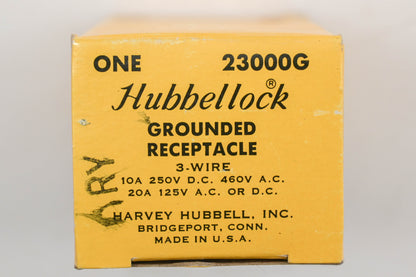 ONE 23000G
Hubbellock®
GROUNDED
RECEPTACLE
3-WIRE
10A 250V D.C. 460V A.C.
20A 125V A.C. OR D.C.
HARVEY HUBBELL, INC.
BRIDGEPORT, CONN.
MADE IN U.S.A.
ARY